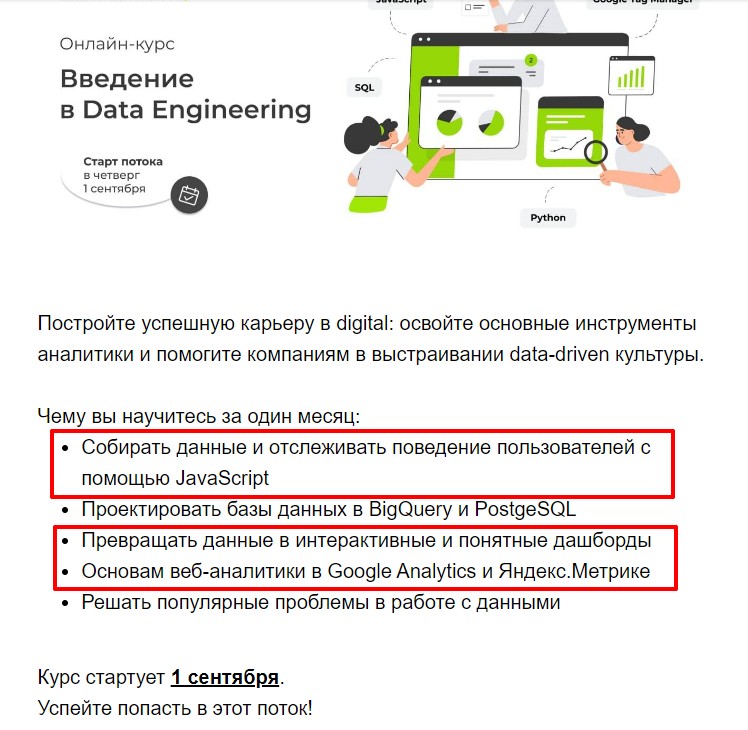 JavaScript
Google Tag Manager
Онлайн-курс
Введение
в Data Engineering
SQL
2
Старт потока
в четверг
1 сентября
Python
Постройте успешную карьеру в digital: освойте основные инструменты
аналитики и помогите компаниям в выстраивании data-driven культуры.
Чему вы научитесь за один месяц:
• Собирать данные и отслеживать поведение пользователей с
помощью JavaScript
• Проектировать базы данных в BigQuery и PostgeSQL
• Превращать данные в интерактивные и понятные дашборды
• Основам веб-аналитики в Google Analytics и Яндекс.Метрике
• Решать популярные проблемы в работе с данными
Курс стартует 1 сентября.
Успейте попасть в этот поток!